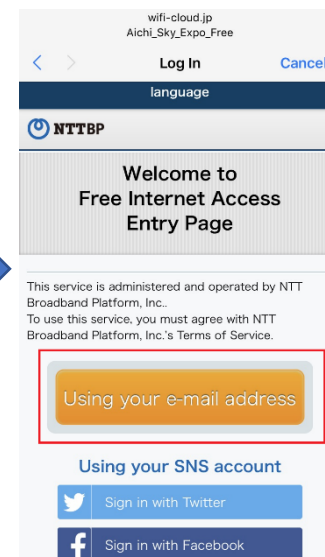 wifi-cloud.jp
Aichi_Sky_Expo_Free
Log In
Cancel
language
NTTBP
Welcome to
Free Internet Access
Entry Page
This service is administered and operated by NTT
Broadband Platform, Inc..
To use this service, you must agree with NTT
Broadband Platform, Inc.'s Terms of Service.
Using your e-mail address
Using your SNS account
Sign in with Twitter
Sign in with Facebook